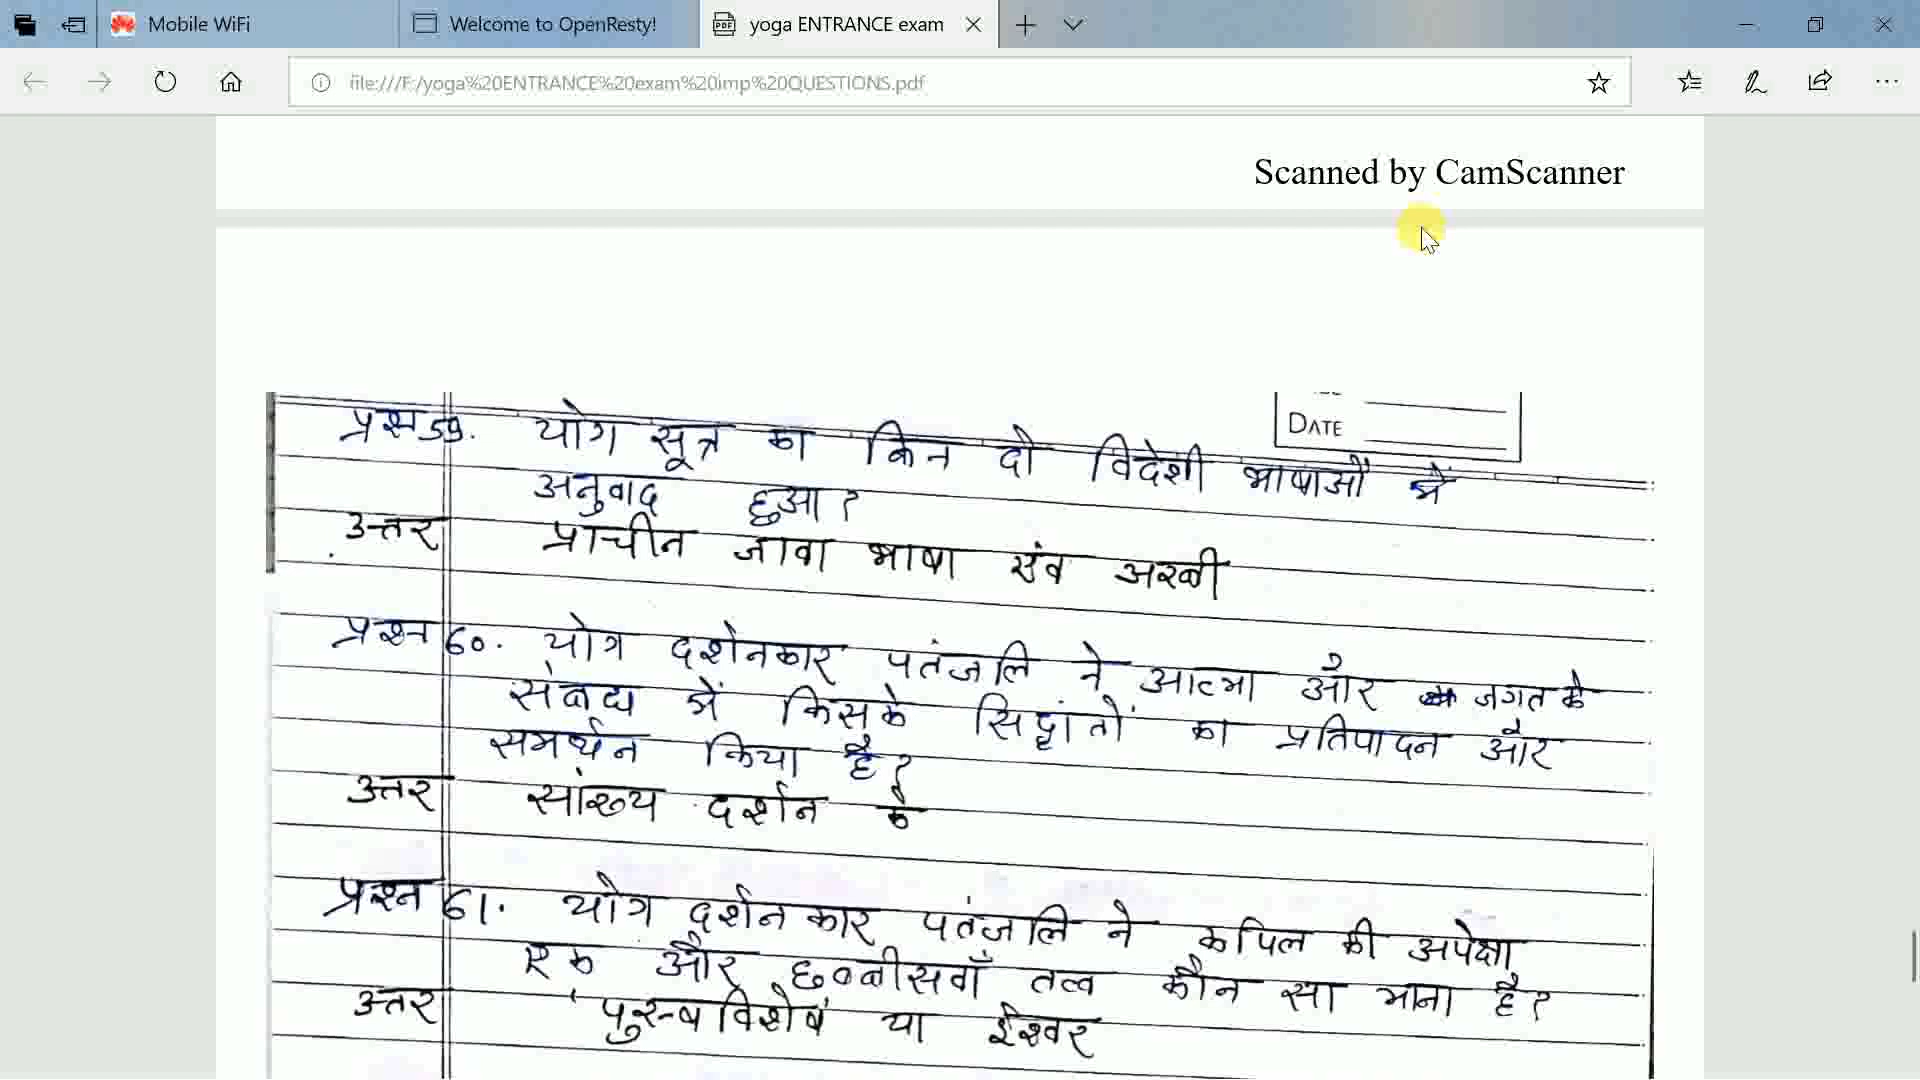 Mobile WiFi
Welcome to OpenResty!
yoga ENTRANCE exam
file:///F:/yoga%20ENTRANCE%20exam%20imp%20QUESTIONS.pdf
Scanned by CamScanner
DATE
प्रश्न 59. योग सूत्र का किन दो विदेशी भाषाओं में
अनुवाद हुआ?
उत्तर प्राचीन जावा भाषा एंव अरबी
प्रश्न 60. योग दर्शनकार पतंजलि ने आत्मा और जगत के
संबंध में किसके सिद्धांतों का प्रतिपादन और
समर्थन किया है?
उत्तर सांख्य दर्शन के
प्रश्न 61. योग दर्शन कार पतंजलि ने कपिल की अपेक्षा
एक और छब्बीसवाँ तत्व कौन सा माना है?
उत्तर 'पुरुषविशेष' या ईश्वर